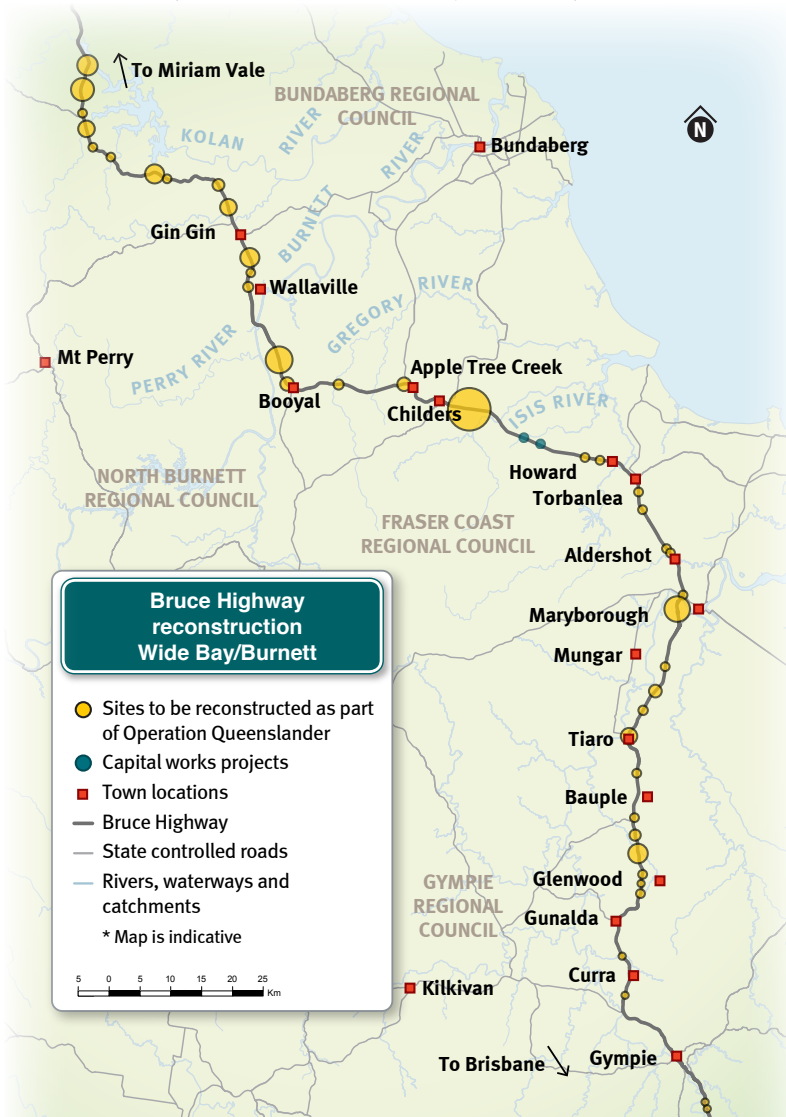 To Miriam Vale
BUNDABERG REGIONAL
COUNCIL
KOLAN RIVER
N
Bundaberg
BURNETT RIVER
Gin Gin
Wallaville
GREGORY RIVER
PERRY RIVER
Mt Perry
Apple Tree Creek
Booyal
Childers
ISIS RIVER
Howard
NORTH BURNETT
REGIONAL COUNCIL
Torbanlea
FRASER COAST
REGIONAL COUNCIL
Aldershot
Maryborough
Mungar
Tiaro
Bauple
Glenwood
GYMPIE
REGIONAL
COUNCIL
Gunalda
Curra
Kilkivan
Gympie
To Brisbane
Bruce Highway
reconstruction
Wide Bay/Burnett
Sites to be reconstructed as part
of Operation Queenslander
Capital works projects
Town locations
Bruce Highway
State controlled roads
Rivers, waterways and
catchments
* Map is indicative
5 0 5 10 15 20 25
Km